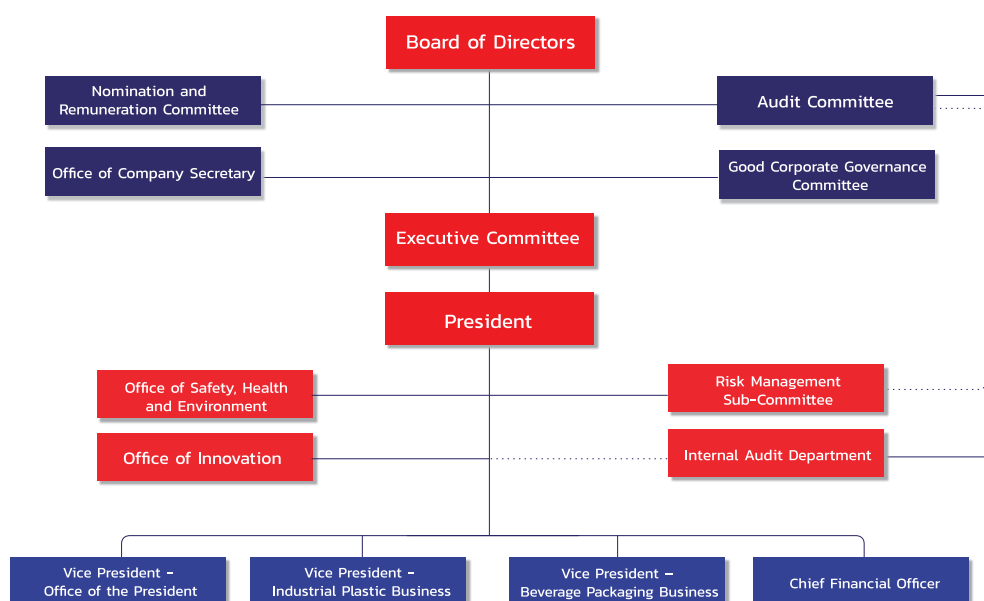 Board of Directors
Nomination and
Remuneration Committee
Audit Committee
Office of Company Secretary
Good Corporate Governance
Committee
Executive Committee
President
Office of Safety, Health
and Environment
Risk Management
Sub-Committee
Office of Innovation
Internal Audit Department
Vice President -
Office of the President
Vice President -
Industrial Plastic Business
Vice President -
Beverage Packaging Business
Chief Financial Officer